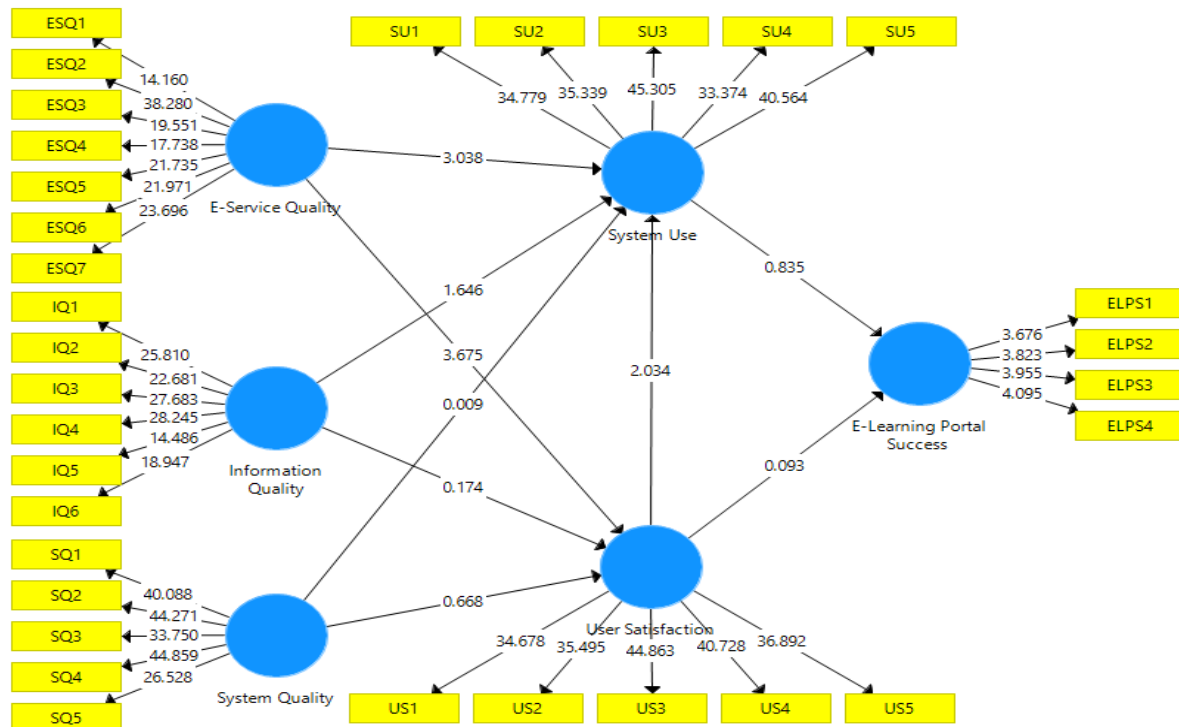 ESQ1
ESQ2
ESQ3
ESQ4
ESQ5
ESQ6
ESQ7
14.160
38.280
19.551
17.738
21.735
21.971
23.696
E-Service Quality
IQ1
IQ2
IQ3
IQ4
IQ5
IQ6
25.810
22.681
27.683
28.245
14.486
18.947
Information
Quality
SQ1
SQ2
SQ3
SQ4
SQ5
40.088
44.271
33.750
44.859
26.528
System Quality
SU1 SU2 SU3 SU4 SU5
34.779 35.339 45.305 33.374 40.564
System Use
3.038
1.646
3.675
0.009
0.174
0.668
2.034
0.835
0.093
User Satisfaction
34.678 35.495 44.863 40.728 36.892
US1 US2 US3 US4 US5
E-Learning Portal
Success
3.676
3.823
3.955
4.095
ELPS1
ELPS2
ELPS3
ELPS4